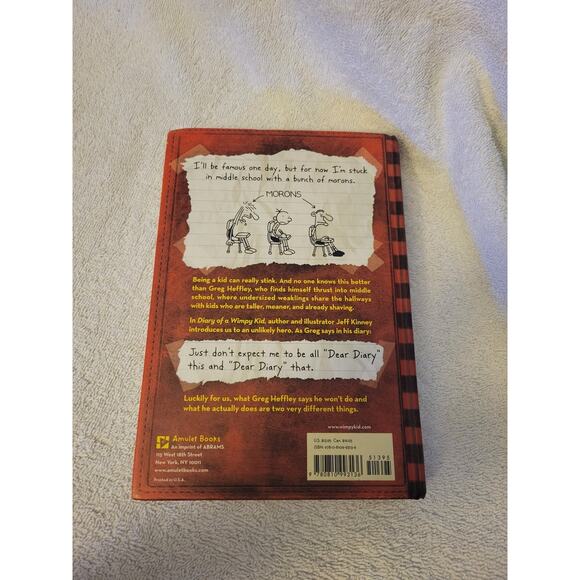 I'll be famous one day, but for now I'm stuck
in middle school with a bunch of morons.
MORONS
Being a kid can really stink. And no one knows this better
than Greg Heffley, who finds himself thrust into middle
school, where undersized weaklings share the hallways
with kids who are taller, meaner, and already shaving.
In Diary of a Wimpy Kid, author and illustrator Jeff Kinney
introduces us to an unlikely hero. As Greg says in his diary:
Just don't expect me to be all "Dear Diary"
this and "Dear Diary" that.
Luckily for us, what Greg Heffley says he won't do and
what he actually does are two very different things.
www.wimpykid.com
Amulet Books
An imprint of ABRAMS
115 West 18th Street
New York, NY 10011
www.amuletbooks.com
Printed in U.S.A.
U.S. Can.
ISBN
51395
9 780810 993136